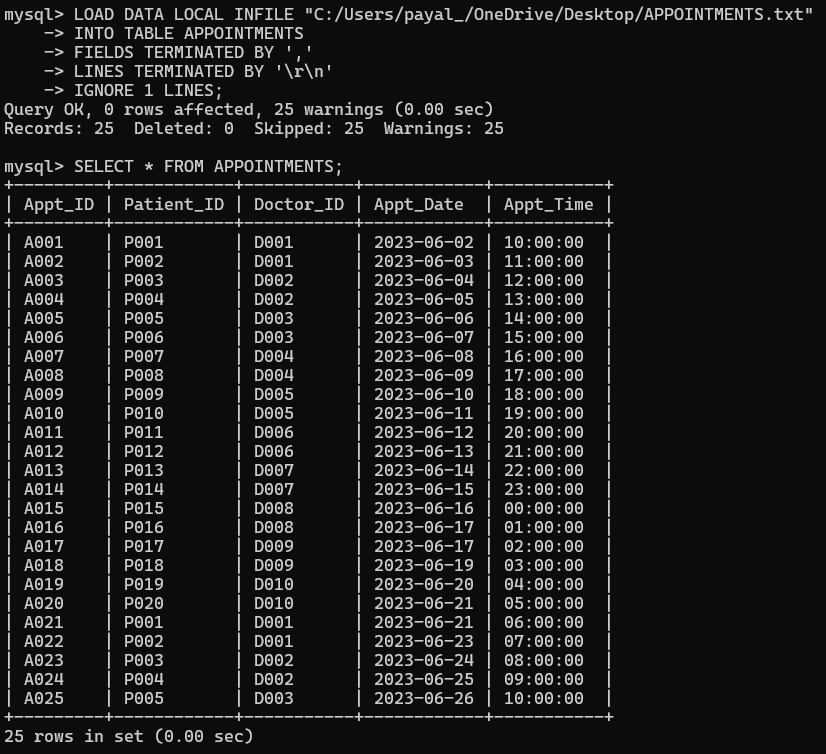 mysql> LOAD DATA LOCAL INFILE "C:/Users/payal_/OneDrive/Desktop/APPOINTMENTS.txt"
    -> INTO TABLE APPOINTMENTS
    -> FIELDS TERMINATED BY ','
    -> LINES TERMINATED BY '\r\n'
    -> IGNORE 1 LINES;
Query OK, 0 rows affected, 25 warnings (0.00 sec)
Records: 25  Deleted: 0  Skipped: 25  Warnings: 25

mysql> SELECT * FROM APPOINTMENTS;
+---------+------------+-----------+------------+-----------+
| Appt_ID | Patient_ID | Doctor_ID | Appt_Date  | Appt_Time |
+---------+------------+-----------+------------+-----------+
| A001    | P001       | D001      | 2023-06-02 | 10:00:00  |
| A002    | P002       | D001      | 2023-06-03 | 11:00:00  |
| A003    | P003       | D002      | 2023-06-04 | 12:00:00  |
| A004    | P004       | D002      | 2023-06-05 | 13:00:00  |
| A005    | P005       | D003      | 2023-06-06 | 14:00:00  |
| A006    | P006       | D003      | 2023-06-07 | 15:00:00  |
| A007    | P007       | D004      | 2023-06-08 | 16:00:00  |
| A008    | P008       | D004      | 2023-06-09 | 17:00:00  |
| A009    | P009       | D005      | 2023-06-10 | 18:00:00  |
| A010    | P010       | D005      | 2023-06-11 | 19:00:00  |
| A011    | P011       | D006      | 2023-06-12 | 20:00:00  |
| A012    | P012       | D006      | 2023-06-13 | 21:00:00  |
| A013    | P013       | D007      | 2023-06-14 | 22:00:00  |
| A014    | P014       | D007      | 2023-06-15 | 23:00:00  |
| A015    | P015       | D008      | 2023-06-16 | 00:00:00  |
| A016    | P016       | D008      | 2023-06-17 | 01:00:00  |
| A017    | P017       | D009      | 2023-06-17 | 02:00:00  |
| A018    | P018       | D009      | 2023-06-19 | 03:00:00  |
| A019    | P019       | D010      | 2023-06-20 | 04:00:00  |
| A020    | P020       | D010      | 2023-06-21 | 05:00:00  |
| A021    | P001       | D001      | 2023-06-21 | 06:00:00  |
| A022    | P002       | D001      | 2023-06-23 | 07:00:00  |
| A023    | P003       | D002      | 2023-06-24 | 08:00:00  |
| A024    | P004       | D002      | 2023-06-25 | 09:00:00  |
| A025    | P005       | D003      | 2023-06-26 | 10:00:00  |
+---------+------------+-----------+------------+-----------+
25 rows in set (0.00 sec)